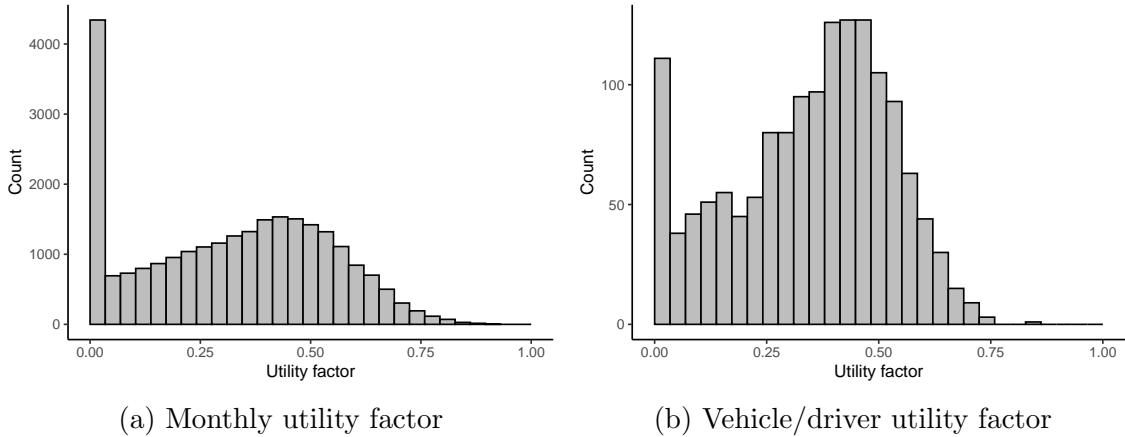 4000
3000
2000
1000
0
Count
0.00 0.25 0.50 0.75 1.00
Utility factor
(a) Monthly utility factor
100
50
0
Count
0.00 0.25 0.50 0.75 1.00
Utility factor
(b) Vehicle/driver utility factor